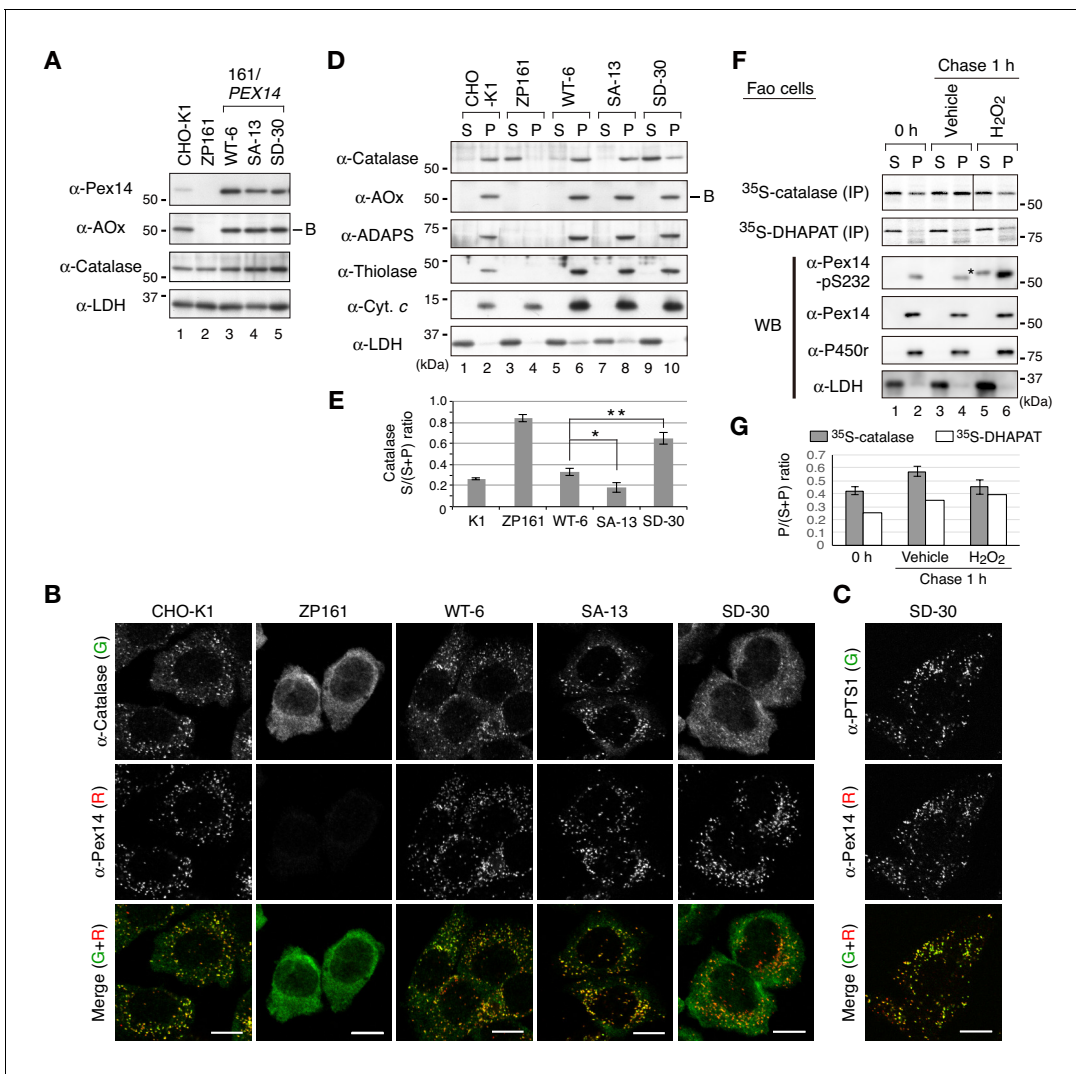 A
161/
PEX14
CHO-K1
ZP161
WT-6
SA-13
SD-30
α-Pex14
50
α-AOx
50
B
α-Catalase
50
α-LDH
37
1 2 3 4 5
D
CHO
-K1
ZP161
WT-6
SA-13
SD-30
S P S P S P S P S P
α-Catalase
50
α-AOx
50
B
α-ADAPS
75
α-Thiolase
50
α-Cyt. c
15
α-LDH
37
(kDa)
1 2 3 4 5 6 7 8 9 10
E
Catalase
S/(S+P) ratio
1.0
0.8
0.6
0.4
0.2
0
* *
*
K1 ZP161 WT-6 SA-13 SD-30
F
Fao cells
Chase 1 h
0 h
Vehicle
H₂O₂
S P S P S P
³⁵S-catalase (IP)
50
³⁵S-DHAPAT (IP)
75
WB
α-Pex14
-pS232
*
50
α-Pex14
50
α-P450r
75
α-LDH
37
(kDa)
1 2 3 4 5 6
G
³⁵S-catalase
³⁵S-DHAPAT
P/(S+P) ratio
0.7
0.6
0.5
0.4
0.3
0.2
0.1
0
0 h Vehicle H₂O₂
Chase 1 h
B
CHO-K1 ZP161 WT-6 SA-13 SD-30
α-Catalase (G)
α-Pex14 (R)
Merge (G+R)
C
SD-30
α-PTS1 (G)
α-Pex14 (R)
Merge (G+R)